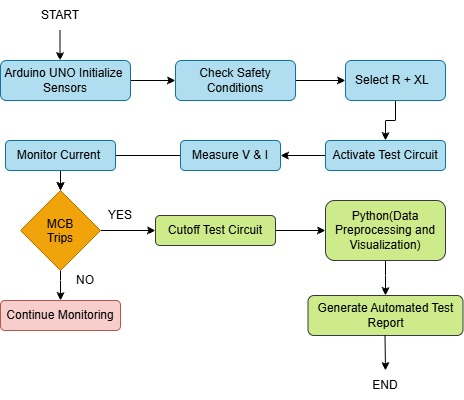 START
Arduino UNO Initialize
Sensors
Check Safety
Conditions
Select R + XL
Monitor Current
Measure V & I
Activate Test Circuit
MCB
Trips
YES
Cutoff Test Circuit
Python(Data
Preprocessing and
Visualization)
NO
Continue Monitoring
Generate Automated Test
Report
END